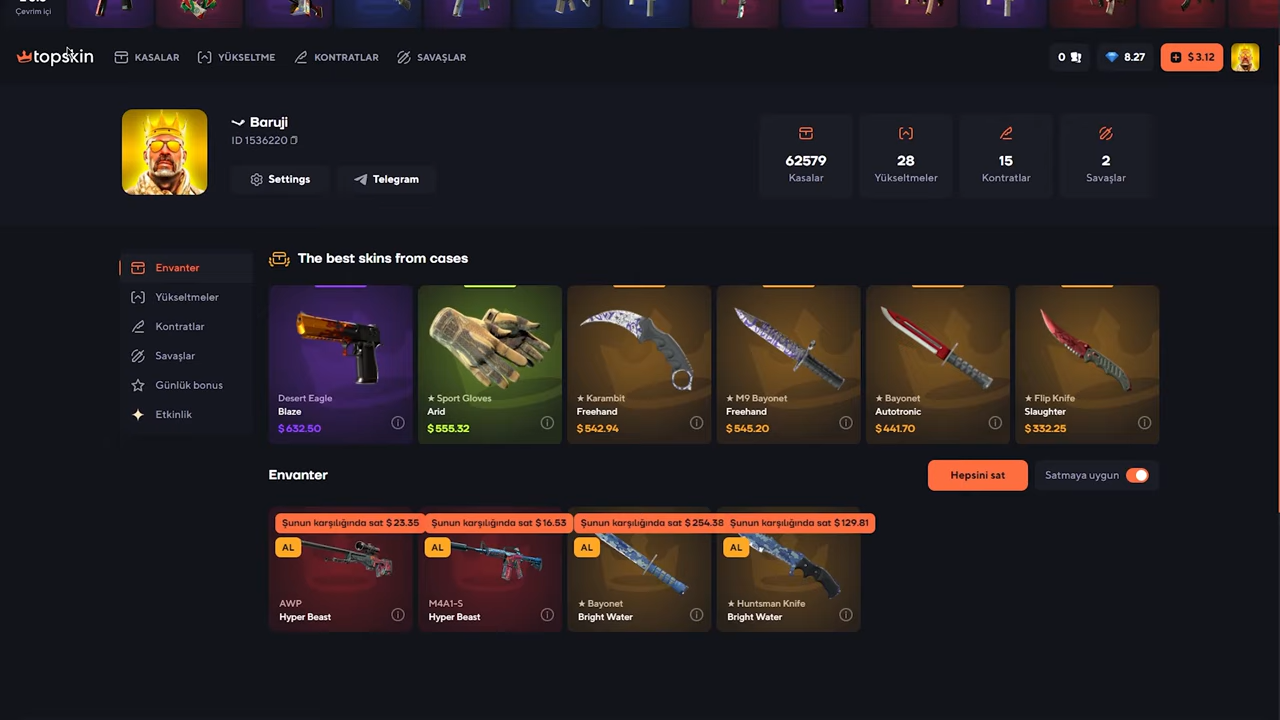 Çevrim içi
topskin
KASALAR
YÜKSELTME
KONTRATLAR
SAVAŞLAR
0
8.27
$ 3.12
Baruji
ID 1536220
Settings
Telegram
62579
Kasalar
28
Yükseltmeler
15
Kontratlar
2
Savaşlar
Envanter
Yükseltmeler
Kontratlar
Savaşlar
Günlük bonus
Etkinlik
The best skins from cases
Desert Eagle
Blaze
$ 632.50
★ Sport Gloves
Arid
$ 555.32
★ Karambit
Freehand
$ 542.94
★ M9 Bayonet
Freehand
$ 545.20
★ Bayonet
Autotronic
$ 441.70
★ Flip Knife
Slaughter
$ 332.25
Envanter
Hepsini sat
Satmaya uygun
Şunun karşılığında sat $ 23.35
AL
AWP
Hyper Beast
Şunun karşılığında sat $ 16.53
AL
M4A1-S
Hyper Beast
Şunun karşılığında sat $ 254.38
AL
★ Bayonet
Bright Water
Şunun karşılığında sat $ 129.81
AL
★ Huntsman Knife
Bright Water